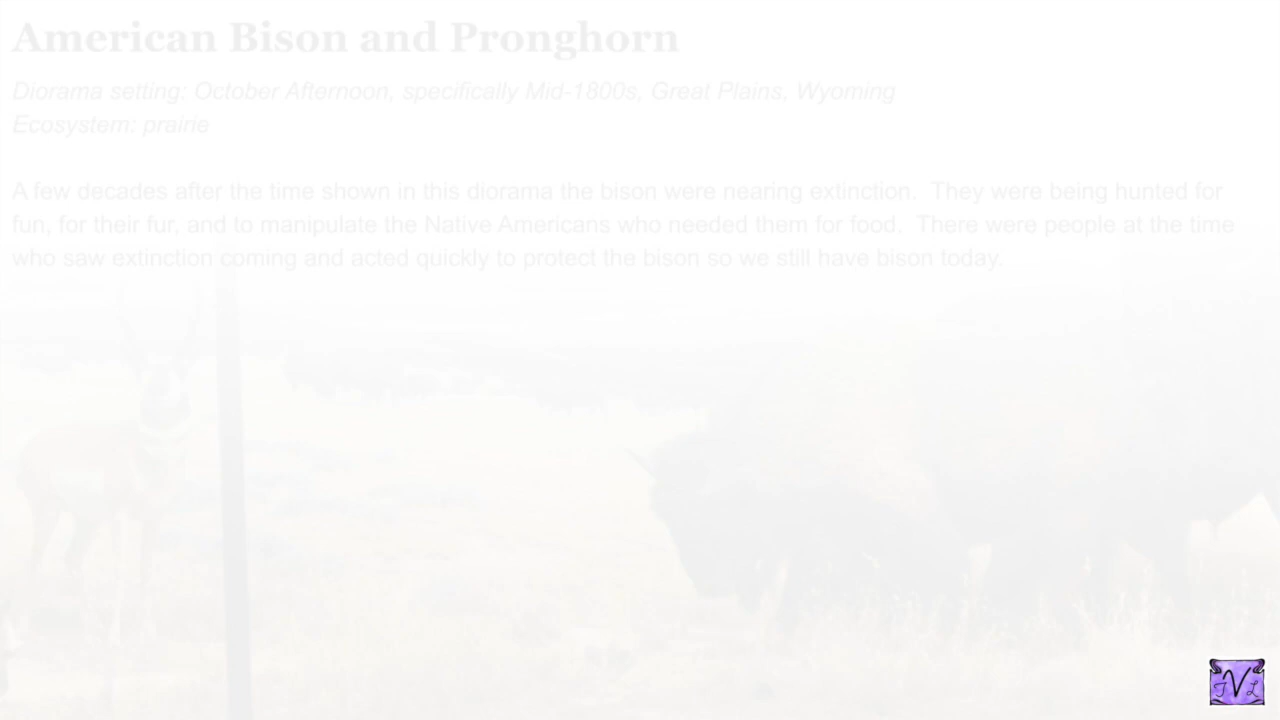 American Bison and Pronghorn
Diorama setting: October Afternoon, specifically Mid-1800s, Great Plains, Wyoming
Ecosystem: prairie
A few decades after the time shown in this diorama the bison were nearing extinction.  They were being hunted for
fun, for their fur, and to manipulate the Native Americans who needed them for food.  There were people at the time
who saw extinction coming and acted quickly to protect the bison so we still have bison today.
TVL